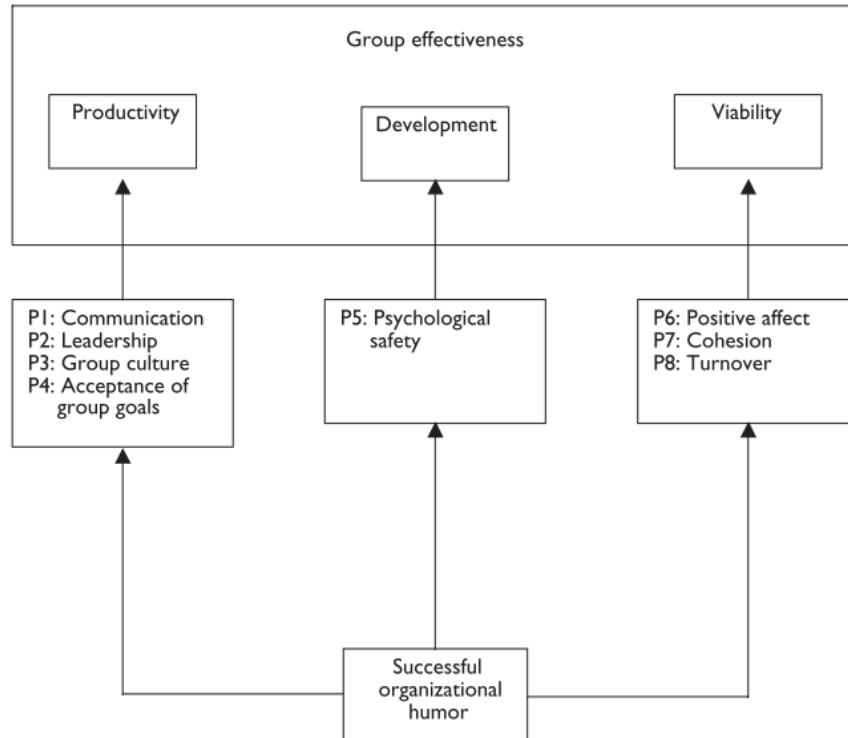 Group effectiveness
Productivity
Development
Viability
P1: Communication
P2: Leadership
P3: Group culture
P4: Acceptance of
group goals
P5: Psychological
safety
P6: Positive affect
P7: Cohesion
P8: Turnover
Successful
organizational
humor